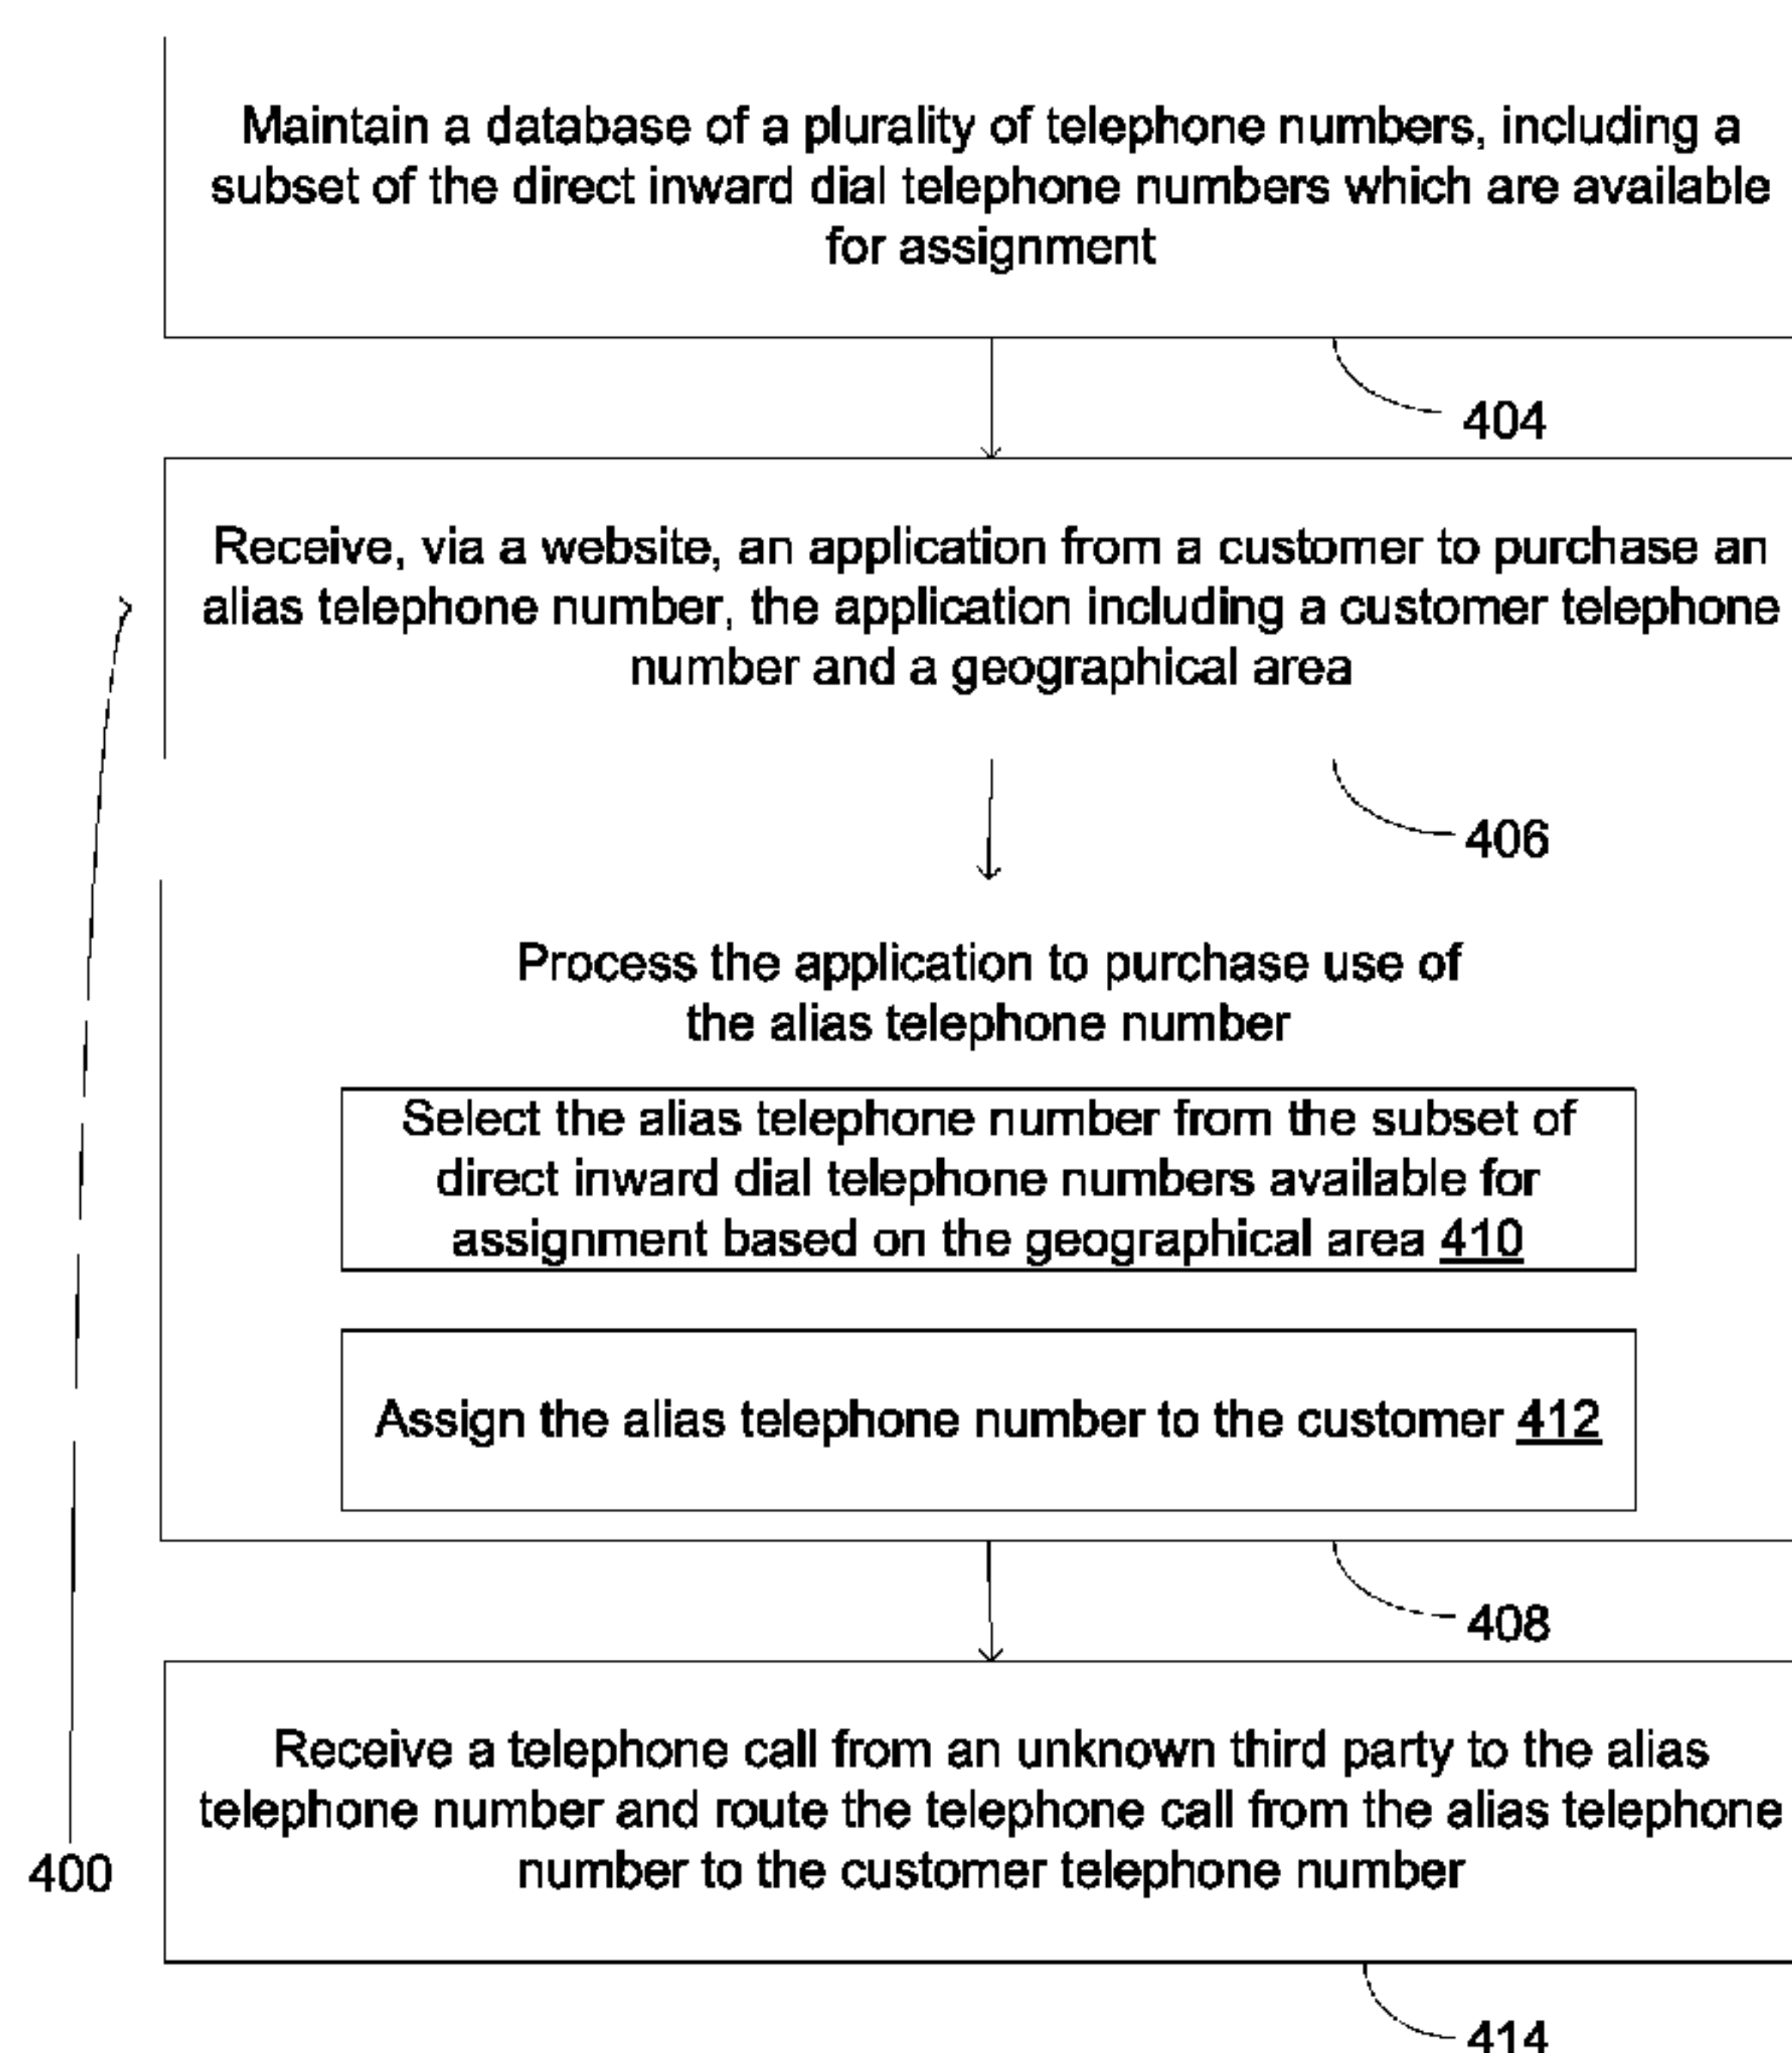 Maintain a database of a plurality of telephone numbers, including a
subset of the direct inward dial telephone numbers which are available
for assignment
404
Receive, via a website, an application from a customer to purchase an
alias telephone number, the application including a customer telephone
number and a geographical area
406
Process the application to purchase use of
the alias telephone number
Select the alias telephone number from the subset of
direct inward dial telephone numbers available for
assignment based on the geographical area 410
Assign the alias telephone number to the customer 412
408
Receive a telephone call from an unknown third party to the alias
telephone number and route the telephone call from the alias telephone
number to the customer telephone number
400
414